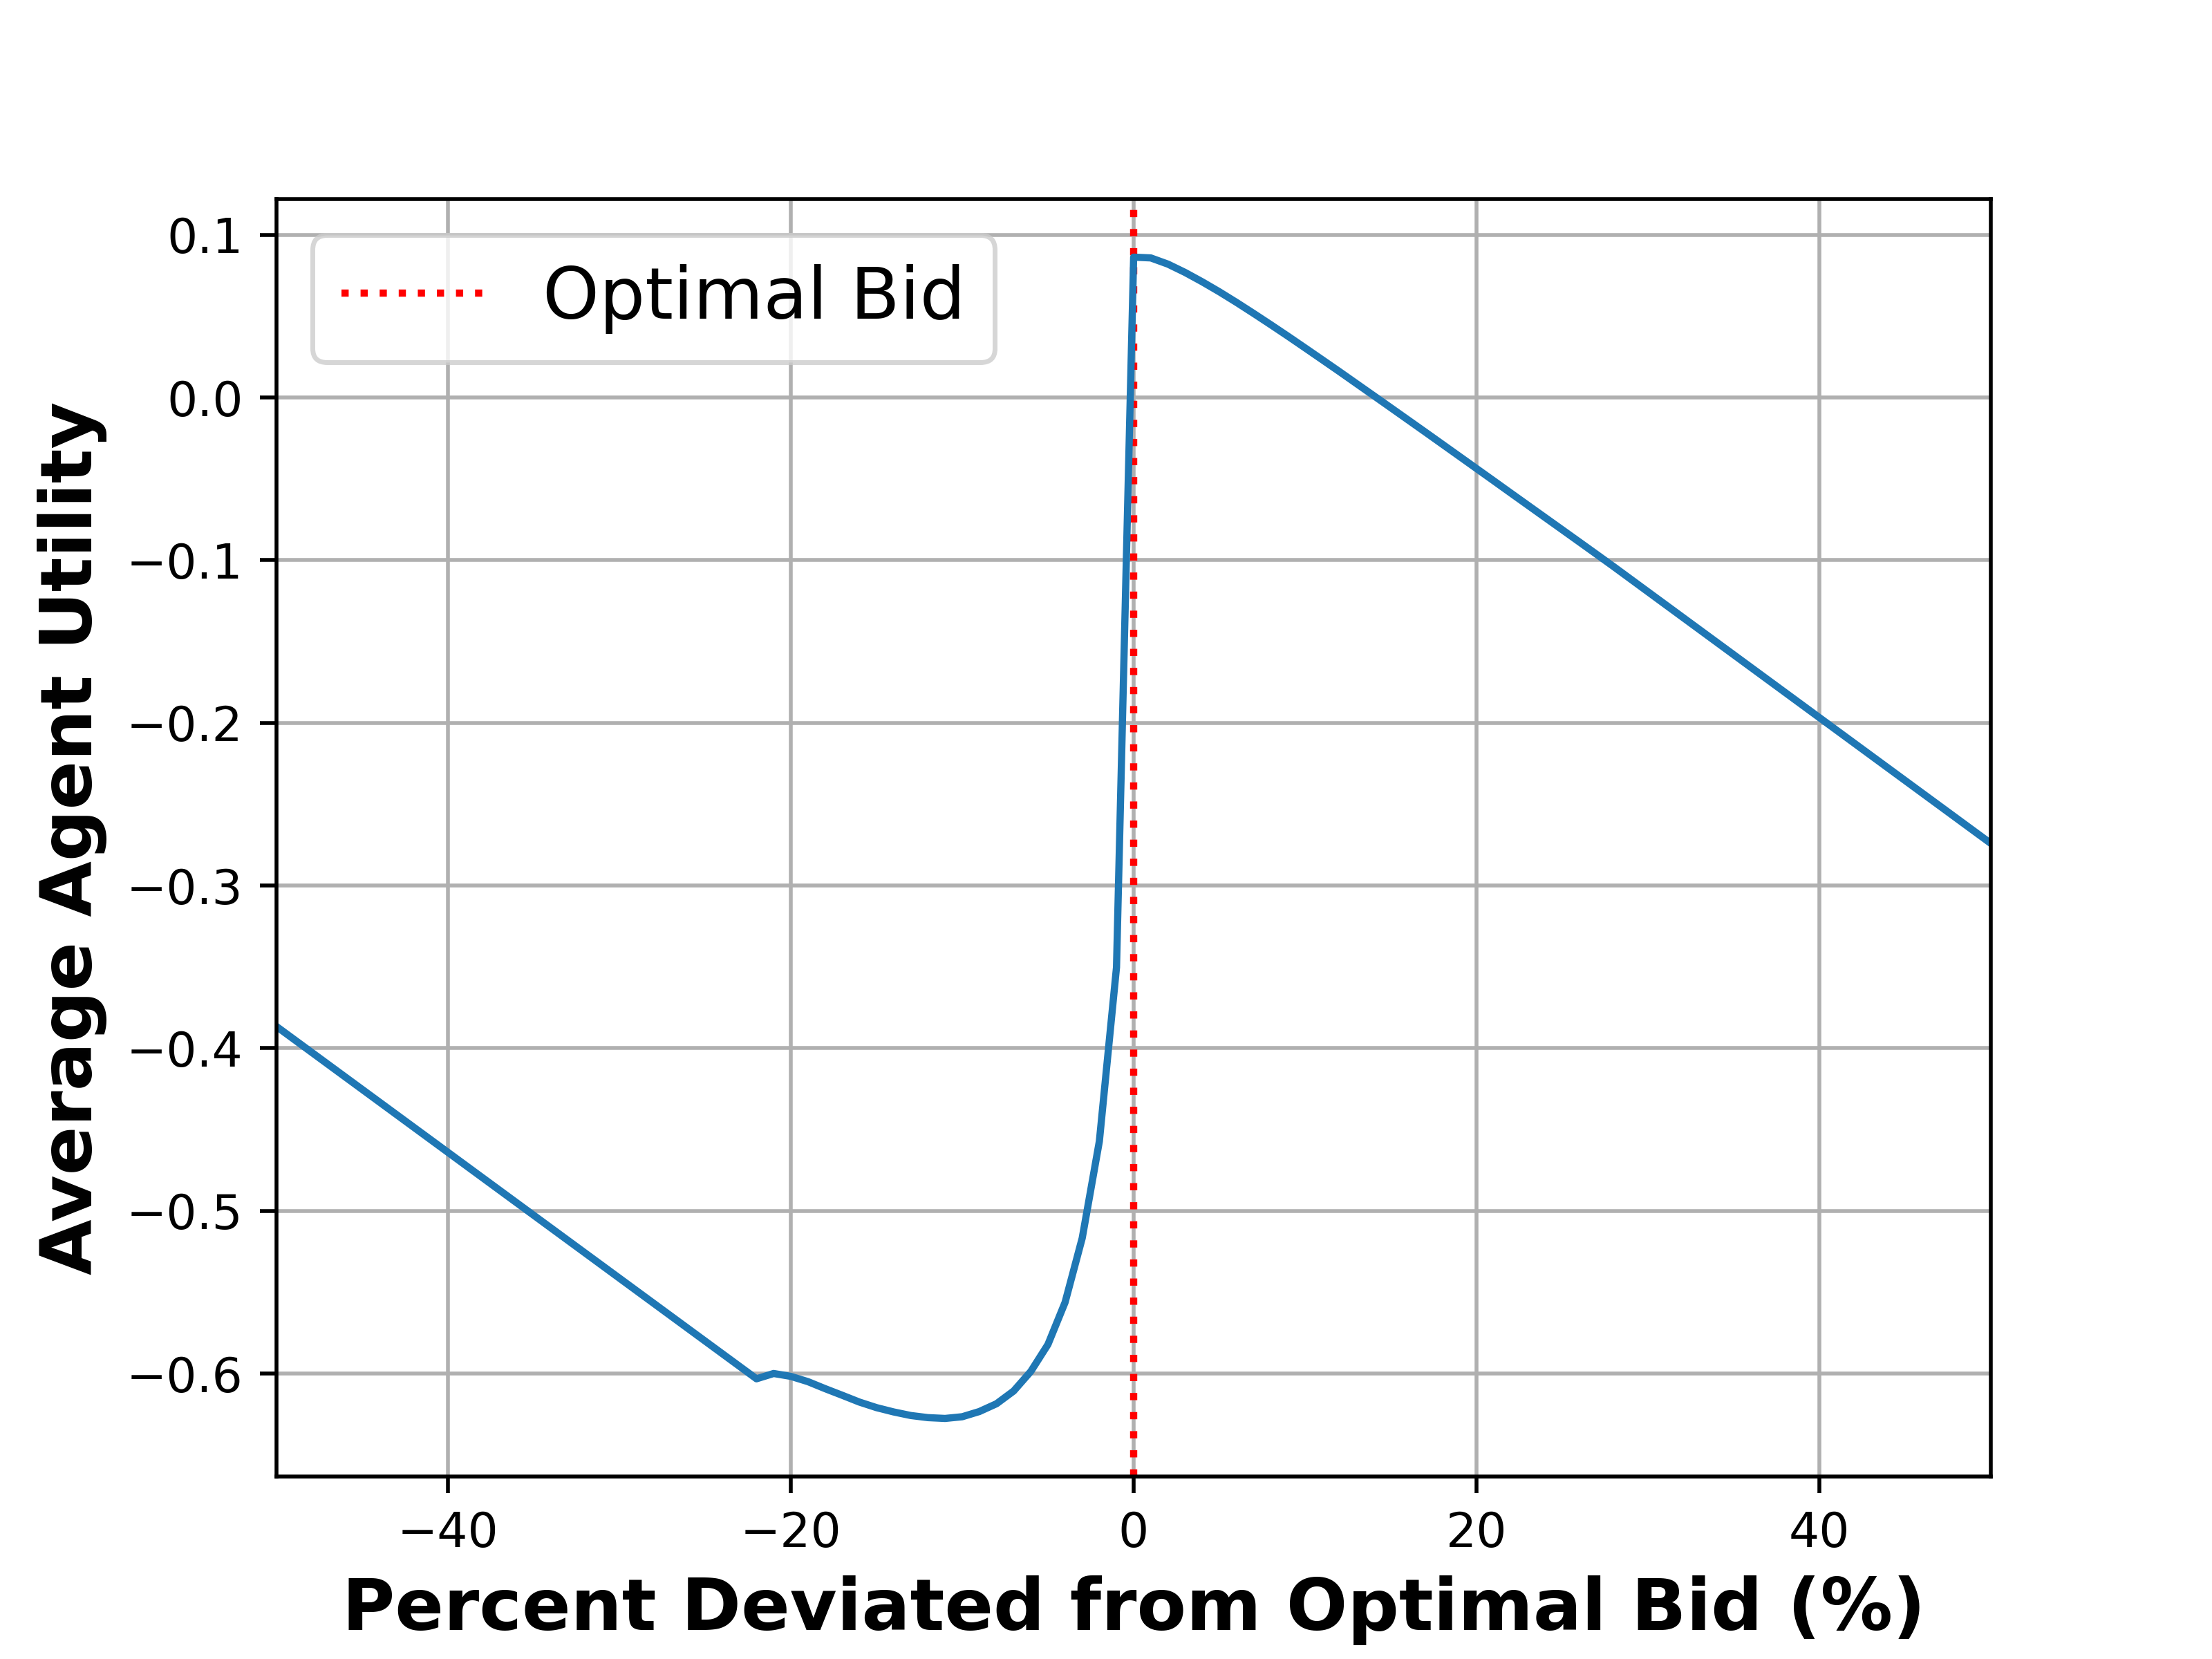 Optimal Bid
Average Agent Utility
0.1
0.0
−0.1
−0.2
−0.3
−0.4
−0.5
−0.6
−40 −20 0 20 40
Percent Deviated from Optimal Bid (%)